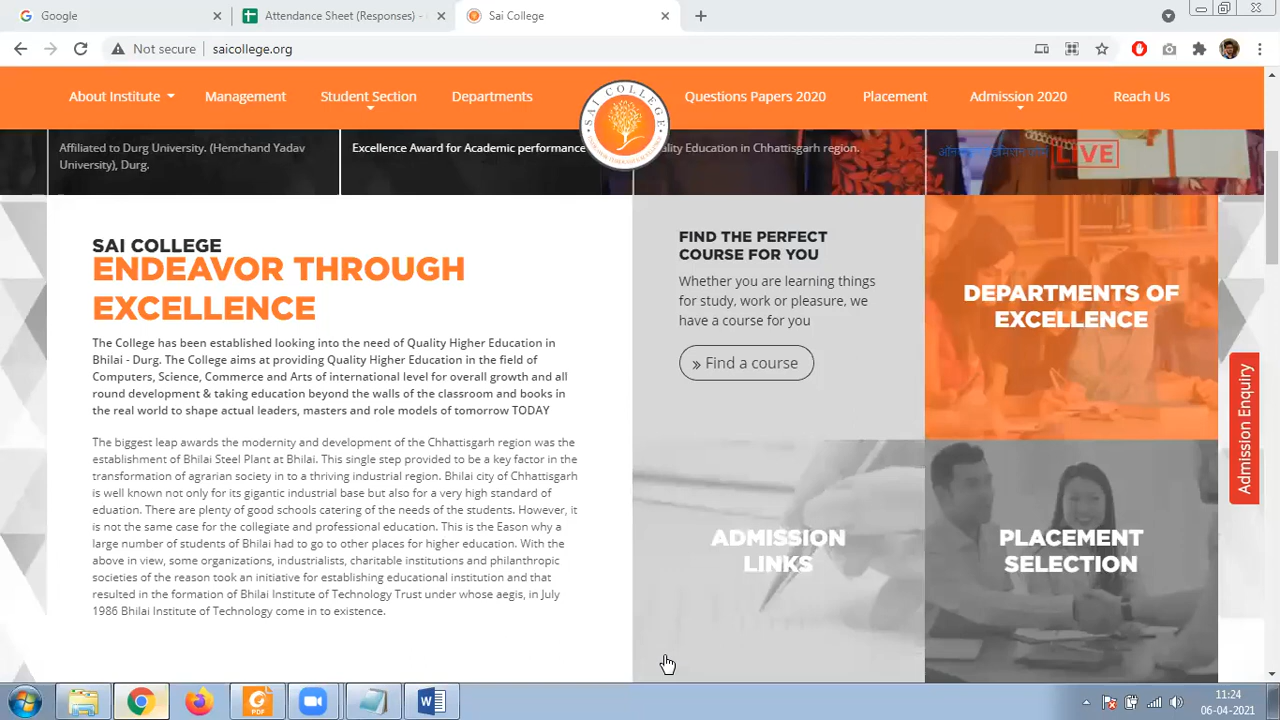 Google
Attendance Sheet (Responses) -
Sai College
Not secure
saicollege.org
About Institute
Management
Student Section
Departments
SAI COLLEGE
Questions Papers 2020
Placement
Admission 2020
Reach Us
Affiliated to Durg University. (Hemchand Yadav
University), Durg.
Excellence Award for Academic performance
ality Education in Chhattisgarh region.
LIVE
SAI COLLEGE
ENDEAVOR THROUGH
EXCELLENCE
The College has been established looking into the need of Quality Higher Education in
Bhilai - Durg. The College aims at providing Quality Higher Education in the field of
Computers, Science, Commerce and Arts of international level for overall growth and all
round development & taking education beyond the walls of the classroom and books in
the real world to shape actual leaders, masters and role models of tomorrow TODAY
The biggest leap awards the modernity and development of the Chhattisgarh region was the
establishment of Bhilai Steel Plant at Bhilai. This single step provided to be a key factor in the
transformation of agrarian society in to a thriving industrial region. Bhilai city of Chhattisgarh
is well known not only for its gigantic industrial base but also for a very high standard of
eduation. There are plenty of good schools catering of the needs of the students. However, it
is not the same case for the collegiate and professional education. This is the Eason why a
large number of students of Bhilai had to go to other places for higher education. With the
above in view, some organizations, industrialists, charitable institutions and philanthropic
societies of the reason took an initiative for establishing educational institution and that
resulted in the formation of Bhilai Institute of Technology Trust under whose aegis, in July
1986 Bhilai Institute of Technology come in to existence.
FIND THE PERFECT
COURSE FOR YOU
Whether you are learning things
for study, work or pleasure, we
have a course for you
» Find a course
DEPARTMENTS OF
EXCELLENCE
ADMISSION
LINKS
PLACEMENT
SELECTION
Admission Enquiry
PDF
11:24
06-04-2021